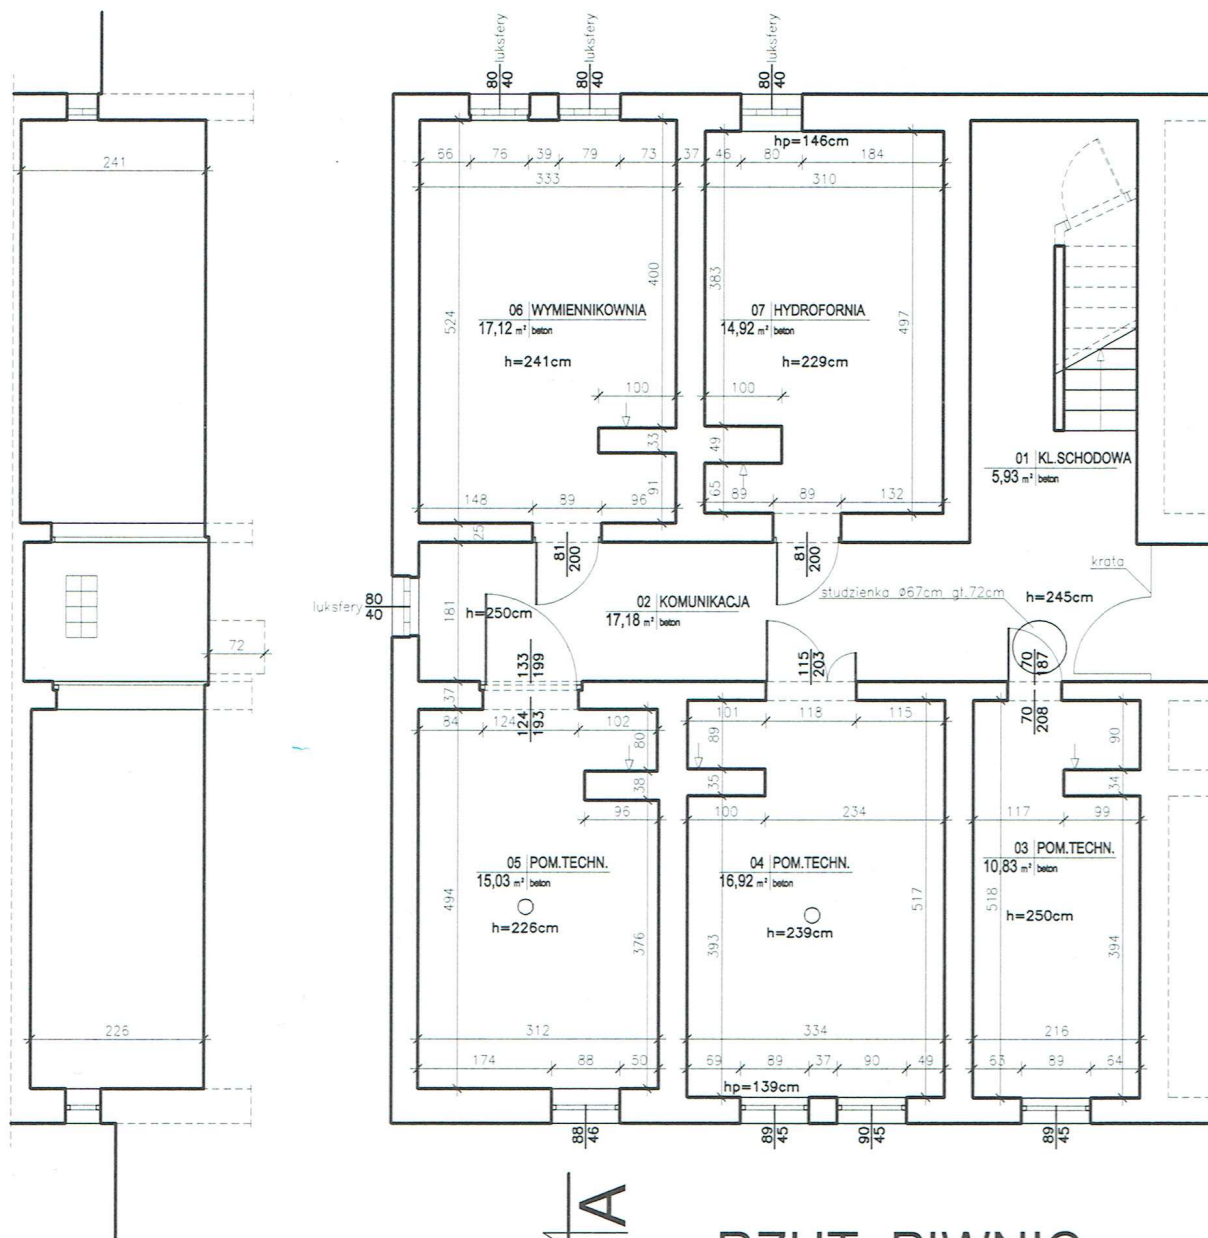 luksfery
luksfery
luksfery
80
40
80
40
80
40
hp=146cm
241
66 76 39 79 73 37 46 80 184
333
310
400
383
524
497
06 WYMIENNIKOWNIA
17,12 m² beton
h=241cm
07 HYDROFORNIA
14,92 m² beton
h=229cm
100
100
33
49
91
65
01 KL.SCHODOWA
5,93 m² beton
148 89 96
89 89 132
25
81
200
81
200
krata
luksfery
80
40
181
h=250cm
02 KOMUNIKACJA
17,18 m² beton
studzienka Ø67cm gł.72cm
h=245cm
72
133
199
115
203
70
187
37
124
193
70
208
84 124 102
101 118 115
80
89
90
38
35
34
96
100 234
117 99
05 POM.TECHN.
15,03 m² beton
h=226cm
04 POM.TECHN.
16,92 m² beton
h=239cm
03 POM.TECHN.
10,83 m² beton
h=250cm
494
376
393
517
518
394
226
312
334
216
174 88 50
69 89 37 90 49
63 89 64
hp=139cm
88
46
89
45
90
45
89
45
A
RZUT PIWNIC